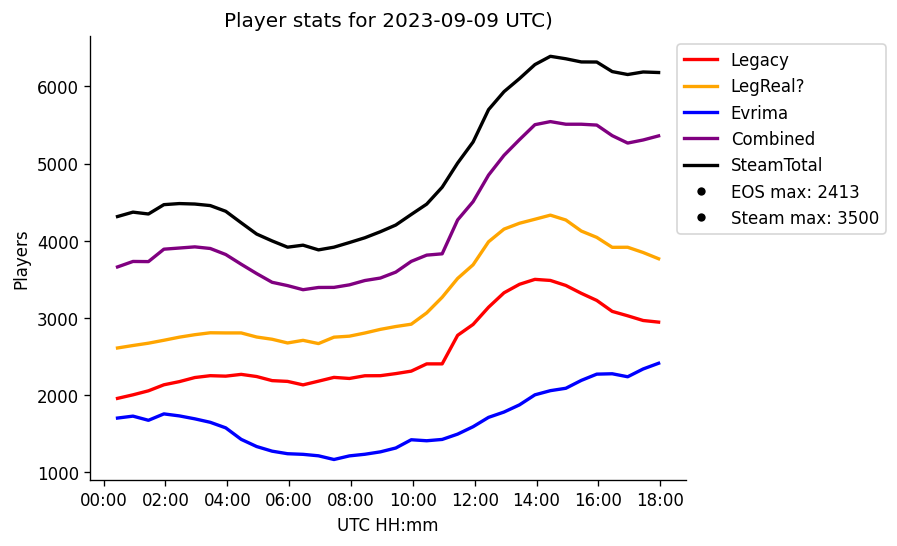 Player stats for 2023-09-09 UTC)
Legacy
LegReal?
Evrima
Combined
SteamTotal
EOS max: 2413
Steam max: 3500
Players
6000
5000
4000
3000
2000
1000
00:00 02:00 04:00 06:00 08:00 10:00 12:00 14:00 16:00 18:00
UTC HH:mm